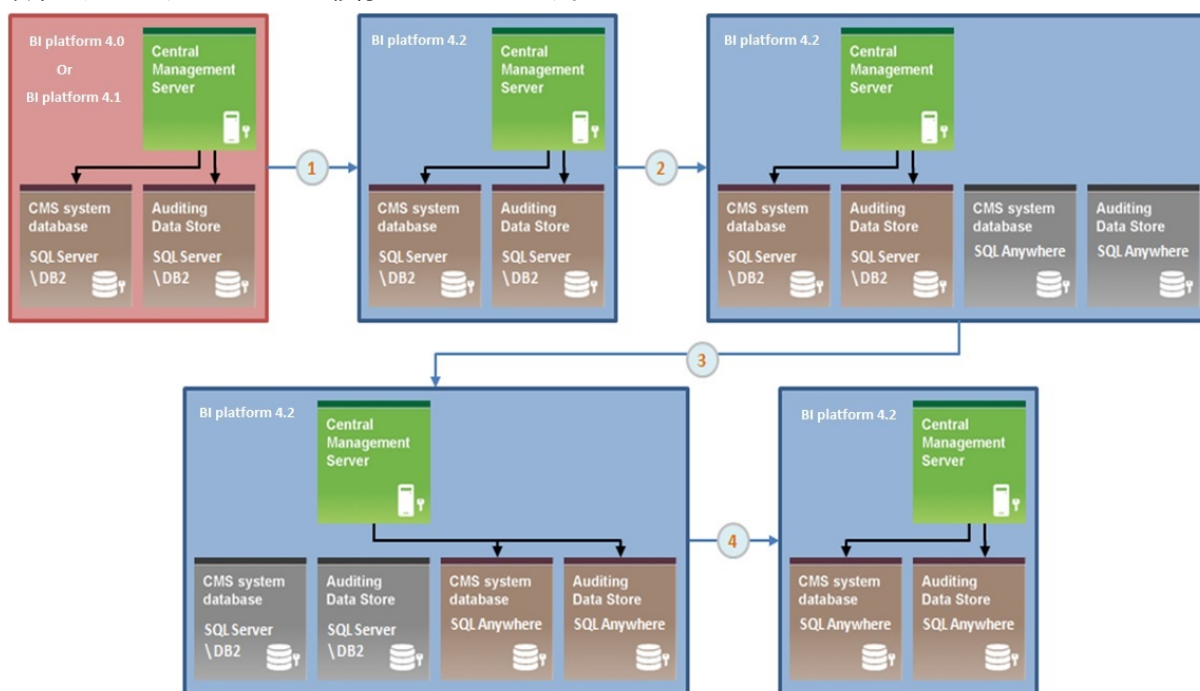 BI platform 4.0
Or
BI platform 4.1
Central
Management
Server
CMS system
database
SQL Server
\DB2
Auditing
Data Store
SQL Server
\DB2
1
BI platform 4.2
Central
Management
Server
CMS system
database
SQL Server
\DB2
Auditing
Data Store
SQL Server
\DB2
2
BI platform 4.2
Central
Management
Server
CMS system
database
SQL Server
\DB2
Auditing
Data Store
SQL Server
\DB2
CMS system
database
SQL Anywhere
Auditing
Data Store
SQL Anywhere
3
BI platform 4.2
Central
Management
Server
CMS system
database
SQL Server
\DB2
Auditing
Data Store
SQL Server
\DB2
CMS system
database
SQL Anywhere
Auditing
Data Store
SQL Anywhere
4
BI platform 4.2
Central
Management
Server
CMS system
database
SQL Anywhere
Auditing
Data Store
SQL Anywhere